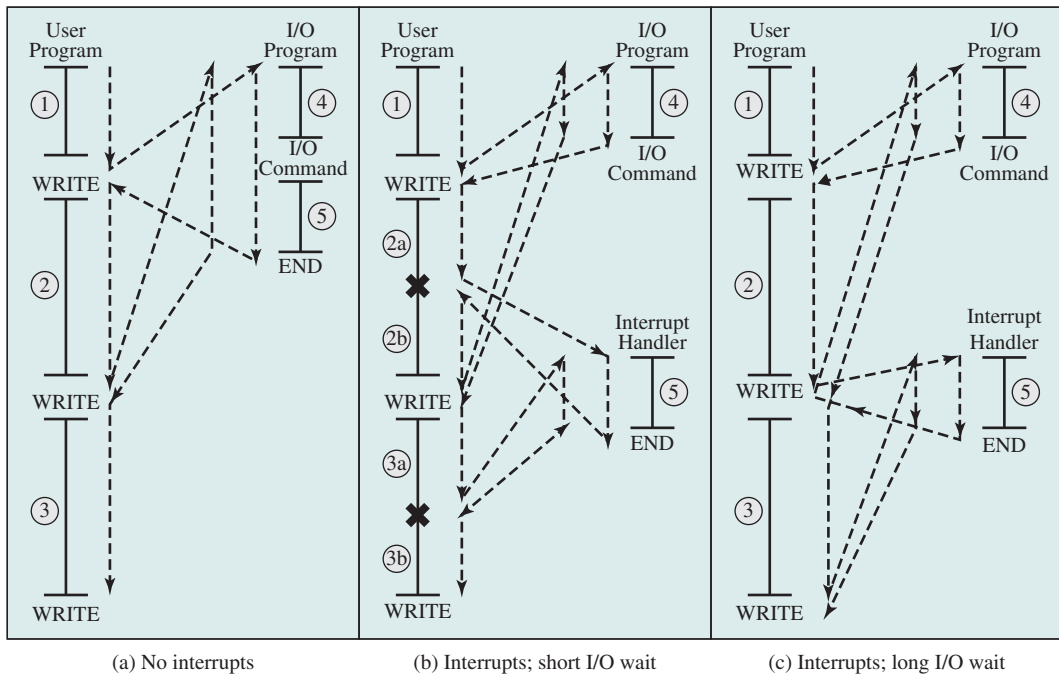 User
Program
I/O
Program
1
4
I/O
Command
WRITE
5
END
2
WRITE
3
WRITE
(a) No interrupts
User
Program
I/O
Program
1
4
I/O
Command
WRITE
2a
2b
Interrupt
Handler
5
END
WRITE
3a
3b
WRITE
(b) Interrupts; short I/O wait
User
Program
I/O
Program
1
4
I/O
Command
WRITE
2
Interrupt
Handler
5
END
WRITE
3
WRITE
(c) Interrupts; long I/O wait